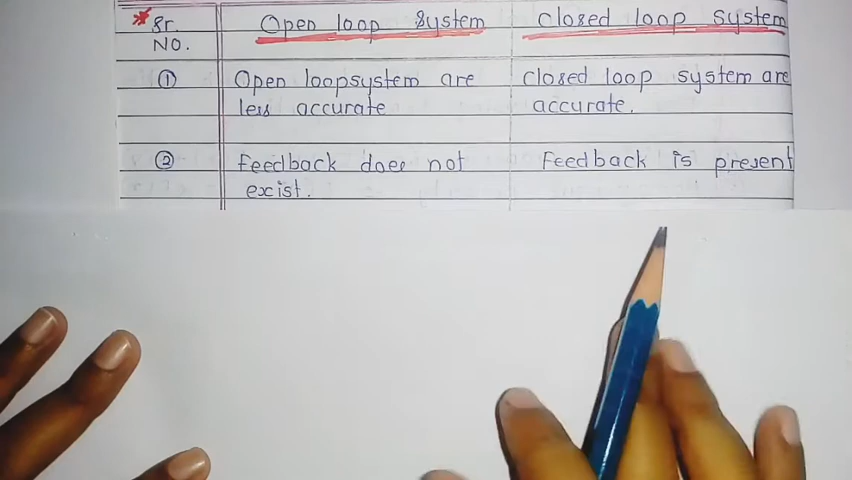 * Sr. No. Open loop System closed loop system
① Open loopsystem are closed loop system are
less accurate accurate.
② Feedback does not Feedback is present
exist.